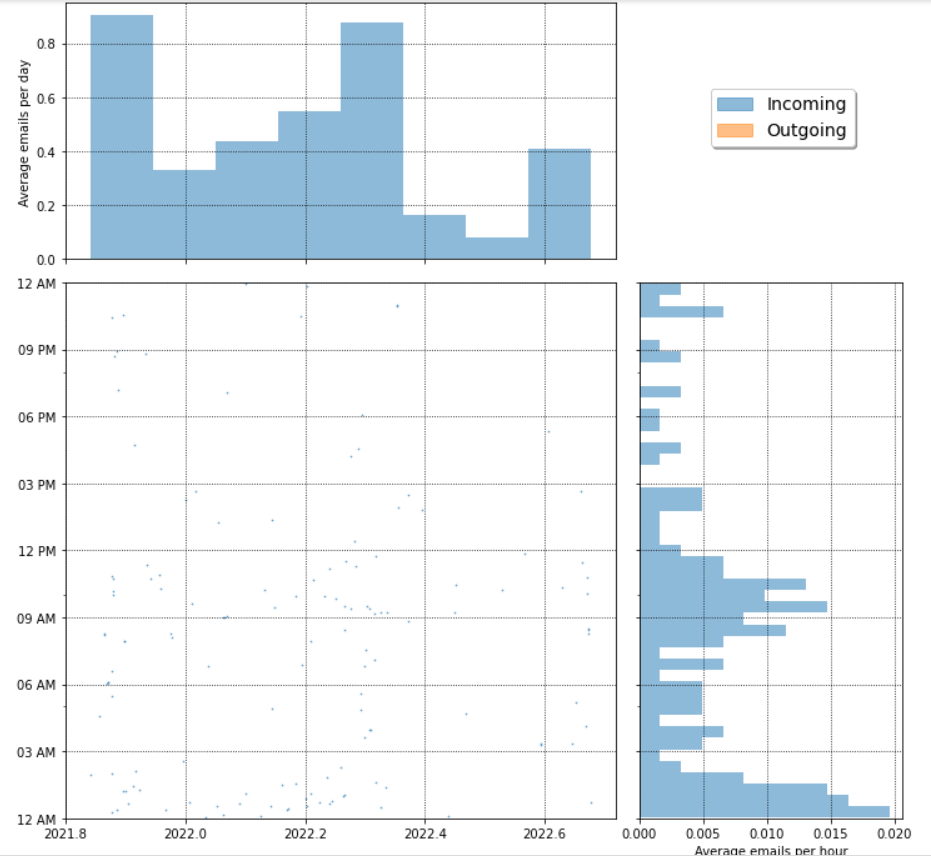 Average emails per day
0.8
0.6
0.4
0.2
0.0
Incoming
Outgoing
12 AM
09 PM
06 PM
03 PM
12 PM
09 AM
06 AM
03 AM
12 AM
2021.8 2022.0 2022.2 2022.4 2022.6
0.000 0.005 0.010 0.015 0.020
Average emails per hour